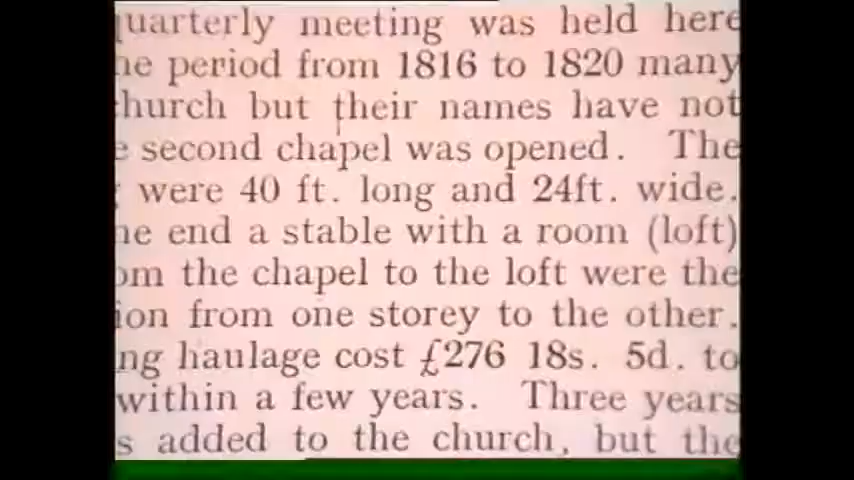 quarterly meeting was held here
he period from 1816 to 1820 many
church but their names have not
e second chapel was opened. The
were 40 ft. long and 24ft. wide.
he end a stable with a room (loft)
om the chapel to the loft were the
ion from one storey to the other.
ng haulage cost £276 18s. 5d. to
within a few years. Three years
s added to the church, but the